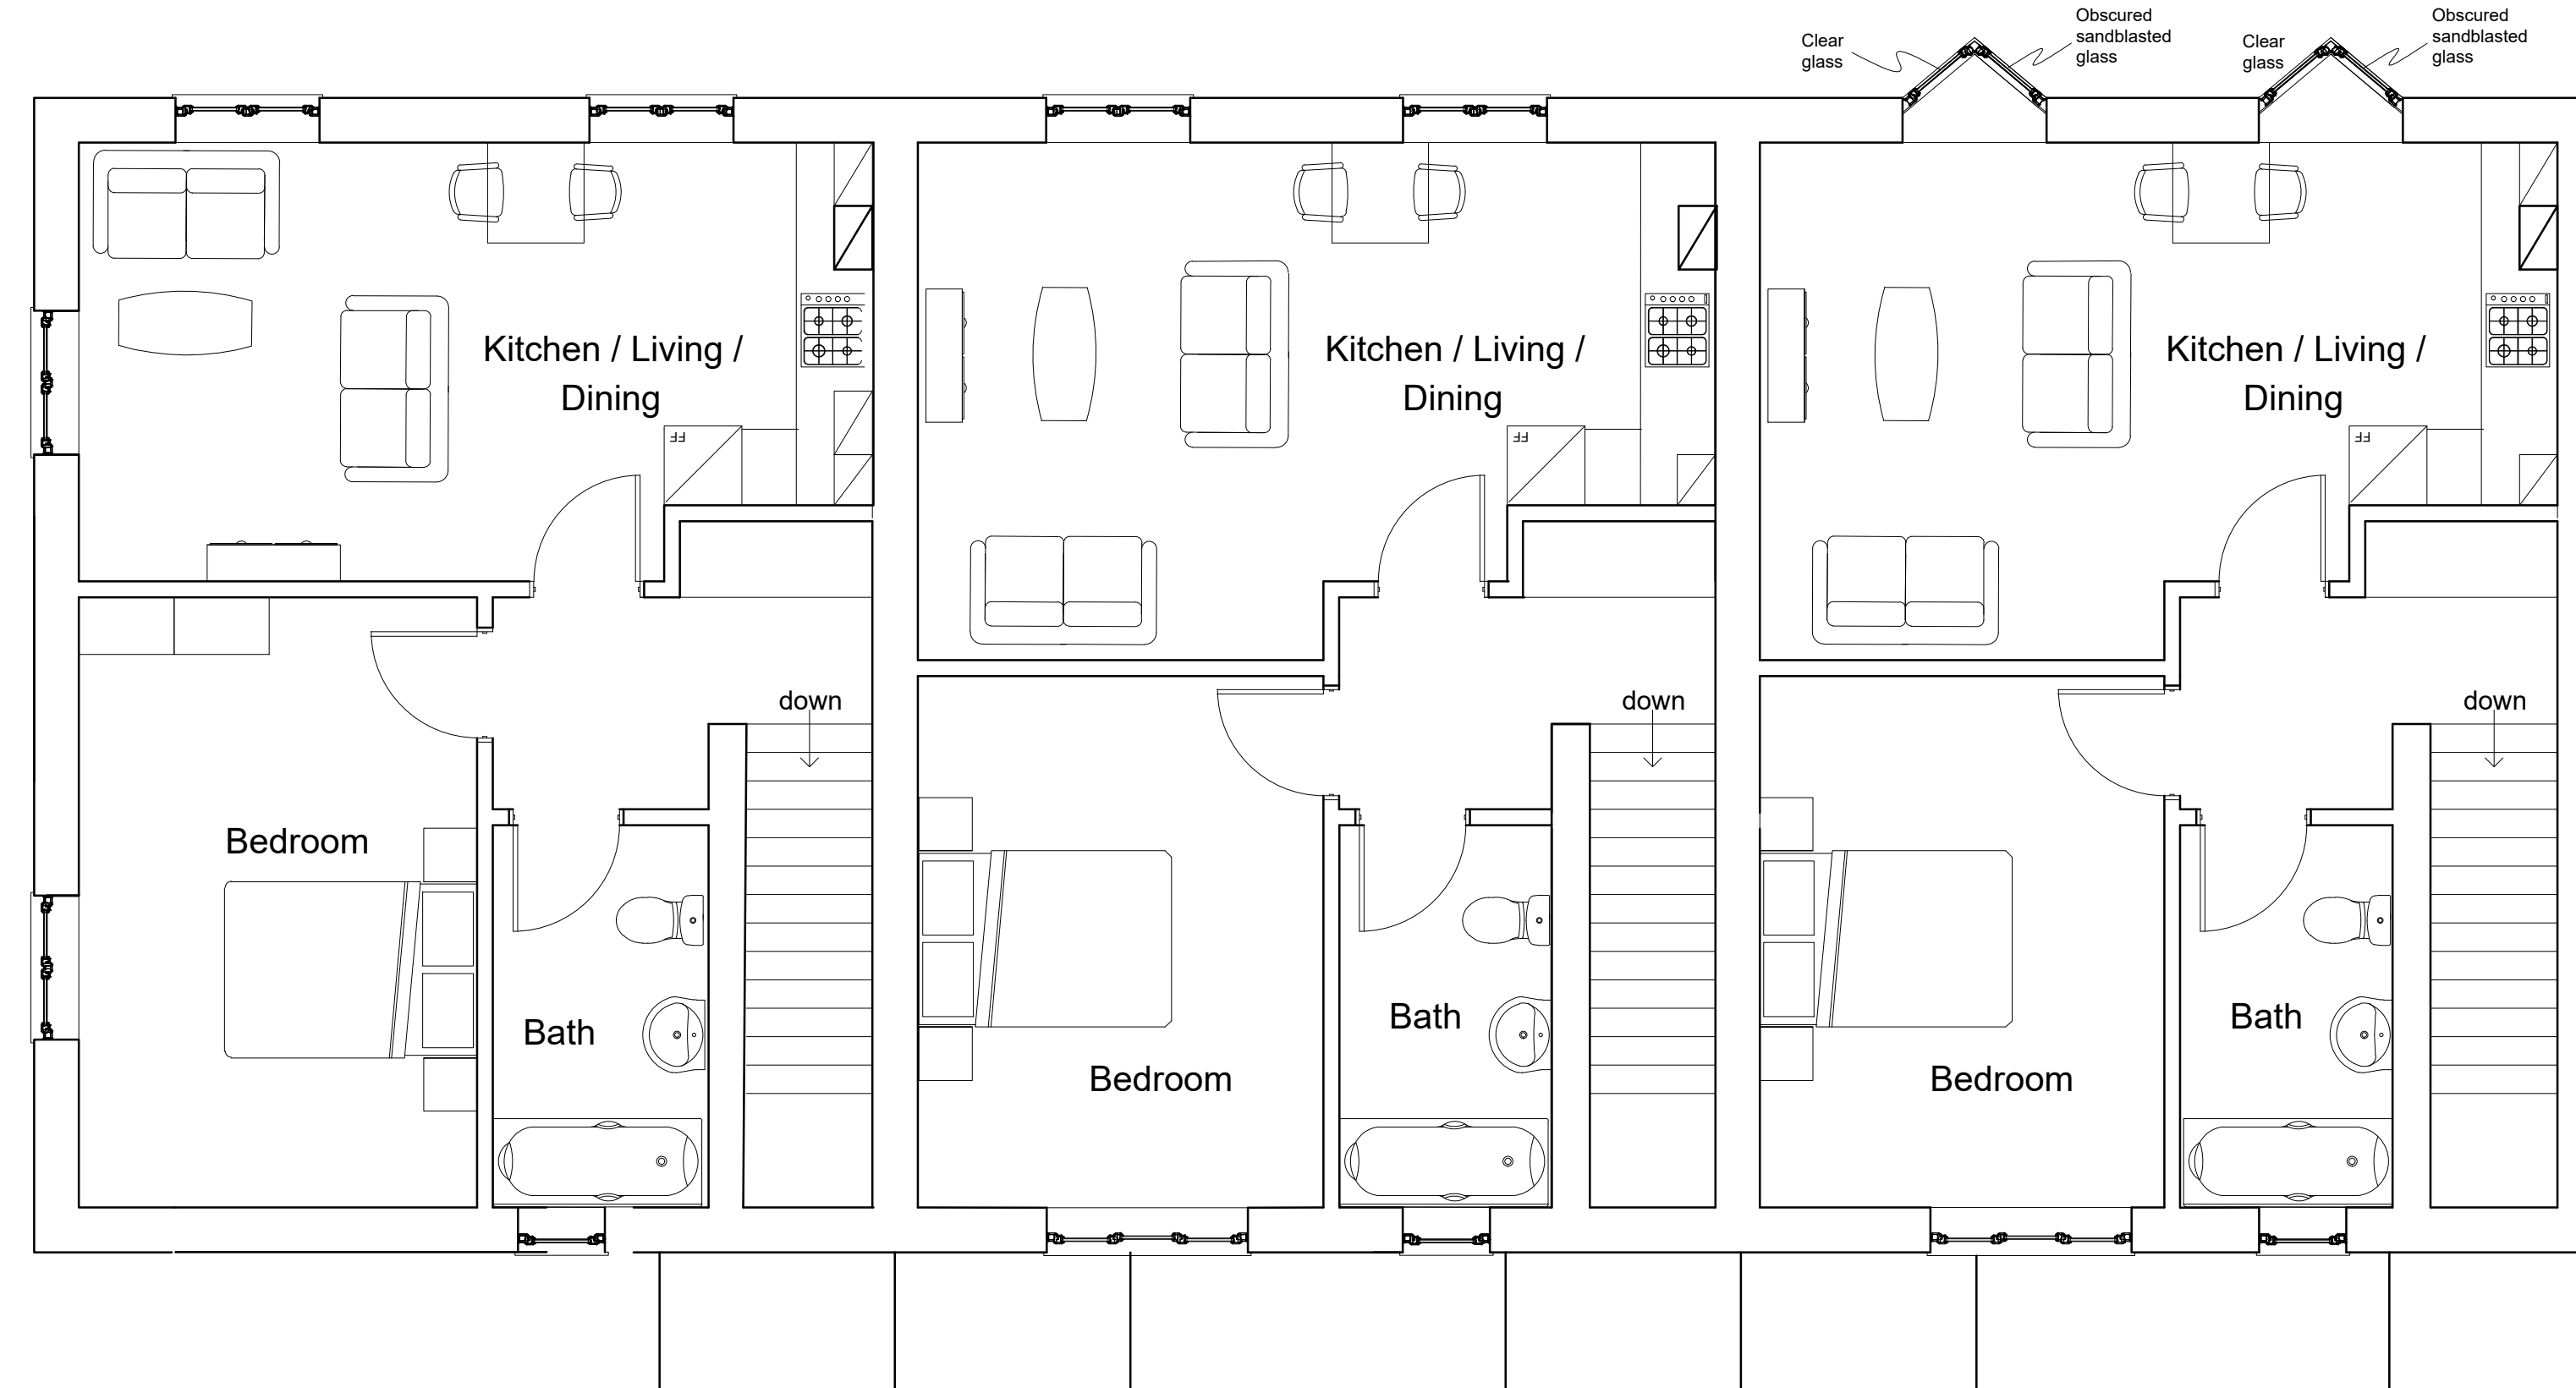 Clear
glass
Obscured
sandblasted
glass
Clear
glass
Obscured
sandblasted
glass
Kitchen / Living /
Dining
Kitchen / Living /
Dining
Kitchen / Living /
Dining
FF
FF
FF
down
down
down
Bedroom
Bath
Bath
Bath
Bedroom
Bedroom